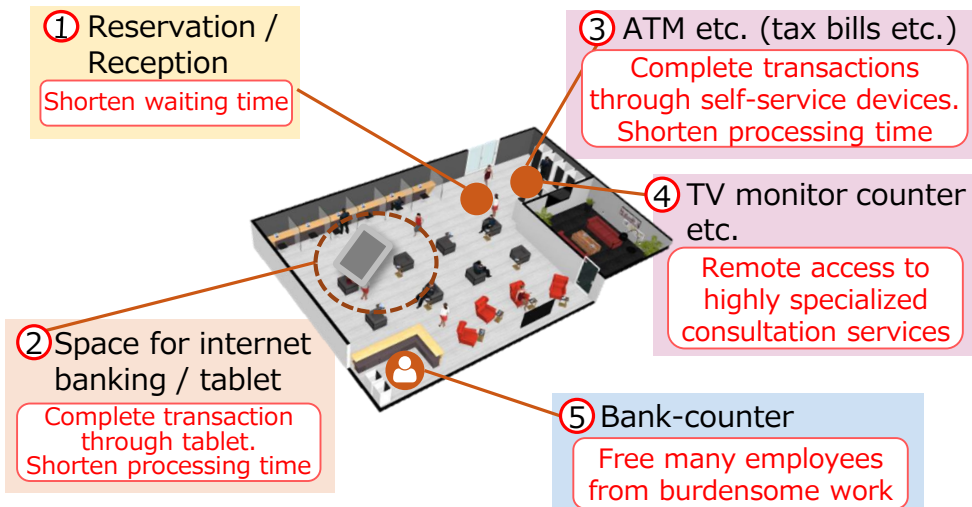 ① Reservation /
Reception
Shorten waiting time
② Space for internet
banking / tablet
Complete transaction
through tablet.
Shorten processing time
③ ATM etc. (tax bills etc.)
Complete transactions
through self-service devices.
Shorten processing time
④ TV monitor counter
etc.
Remote access to
highly specialized
consultation services
⑤ Bank-counter
Free many employees
from burdensome work